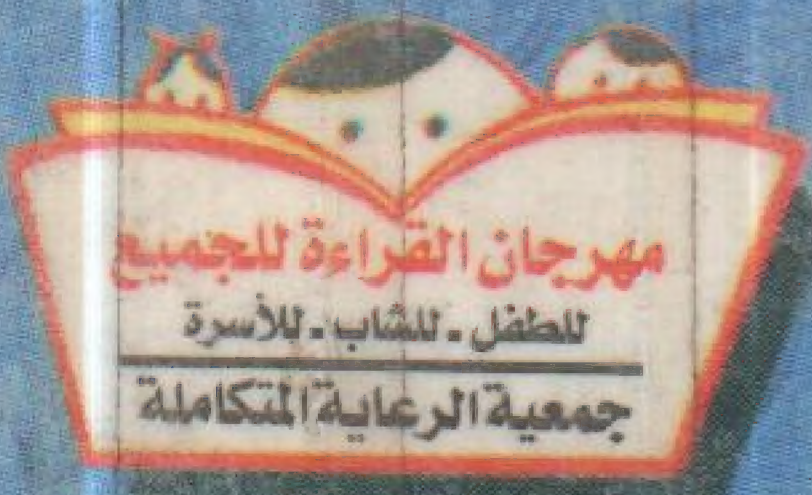 مهرجان القراءة للجميع
للطفل - للشاب - للأسرة
جمعية الرعاية المتكاملة